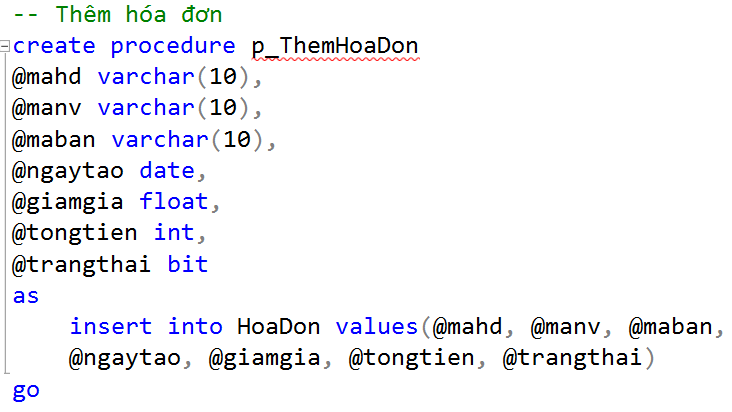 -- Thêm hóa đơn
create procedure p_ThemHoaDon
@mahd varchar(10),
@manv varchar(10),
@maban varchar(10),
@ngaytao date,
@giamgia float,
@tongtien int,
@trangthai bit
as
insert into HoaDon values(@mahd, @manv, @maban,
@ngaytao, @giamgia, @tongtien, @trangthai)
go